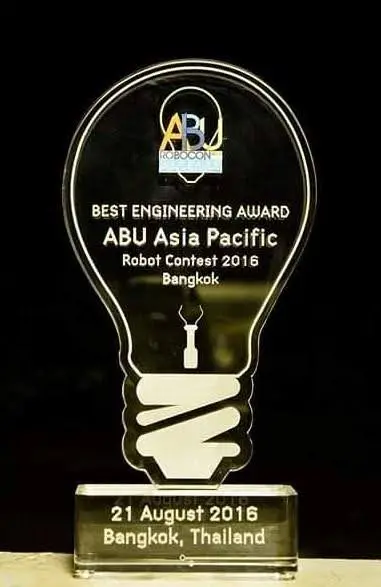 ABU
ROBOCON
BEST ENGINEERING AWARD
ABU Asia Pacific
Robot Contest 2016
Bangkok
21 August 2016
Bangkok, Thailand